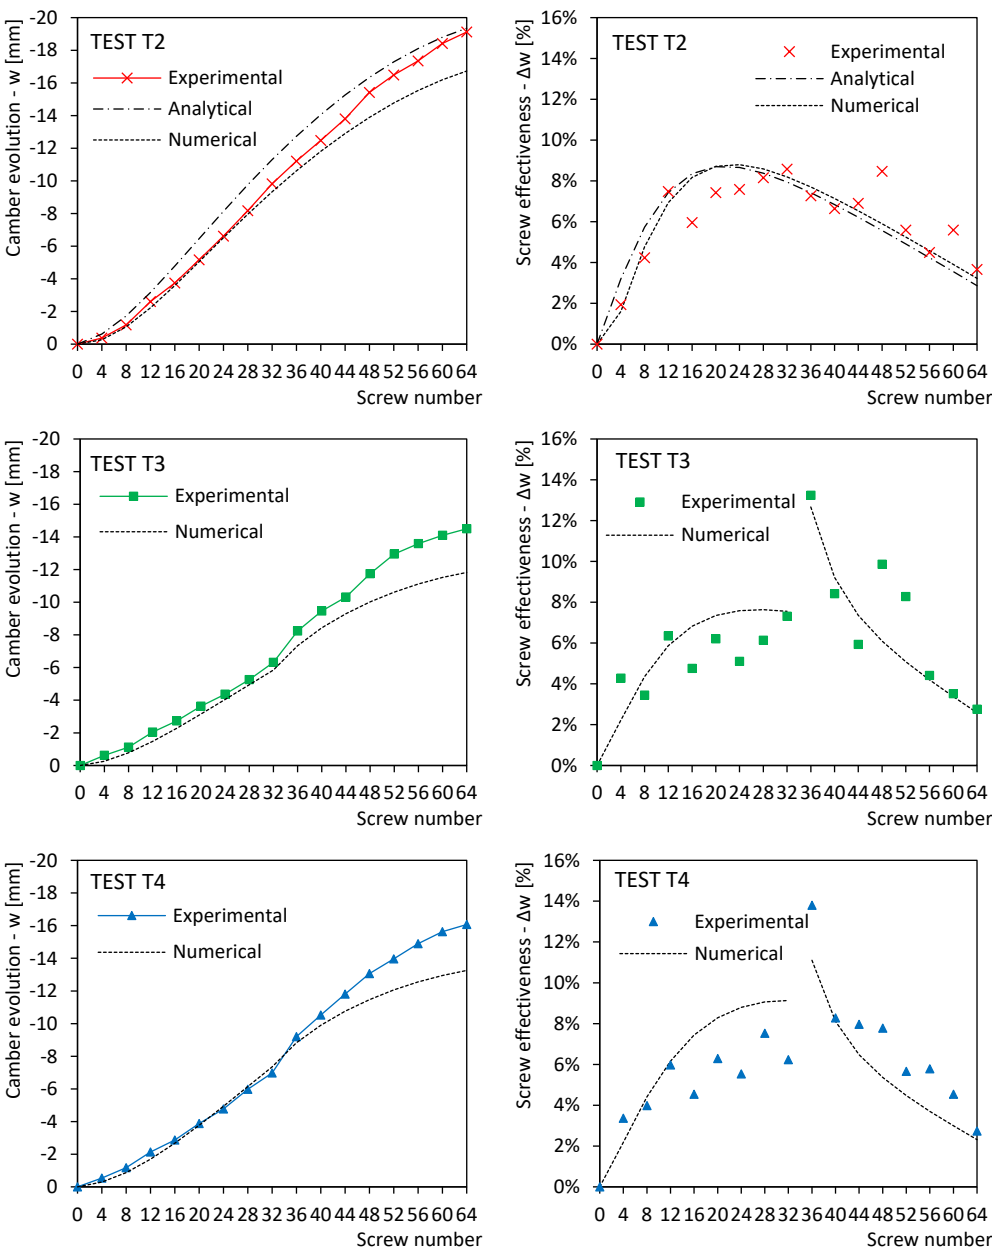 Camber evolution - w [mm]
-20
-18
-16
-14
-12
-10
-8
-6
-4
-2
0
TEST T2
Experimental
Analytical
Numerical
0 4 8 12 16 20 24 28 32 36 40 44 48 52 56 60 64
Screw number
Screw effectiveness - Δw [%]
16%
14%
12%
10%
8%
6%
4%
2%
0%
TEST T2
Experimental
Analytical
Numerical
0 4 8 12 16 20 24 28 32 36 40 44 48 52 56 60 64
Screw number
Camber evolution - w [mm]
-20
-18
-16
-14
-12
-10
-8
-6
-4
-2
0
TEST T3
Experimental
Numerical
0 4 8 12 16 20 24 28 32 36 40 44 48 52 56 60 64
Screw number
Screw effectiveness - Δw [%]
16%
14%
12%
10%
8%
6%
4%
2%
0%
TEST T3
Experimental
Numerical
0 4 8 12 16 20 24 28 32 36 40 44 48 52 56 60 64
Screw number
Camber evolution - w [mm]
-20
-18
-16
-14
-12
-10
-8
-6
-4
-2
0
TEST T4
Experimental
Numerical
0 4 8 12 16 20 24 28 32 36 40 44 48 52 56 60 64
Screw number
Screw effectiveness - Δw [%]
16%
14%
12%
10%
8%
6%
4%
2%
0%
TEST T4
Experimental
Numerical
0 4 8 12 16 20 24 28 32 36 40 44 48 52 56 60 64
Screw number